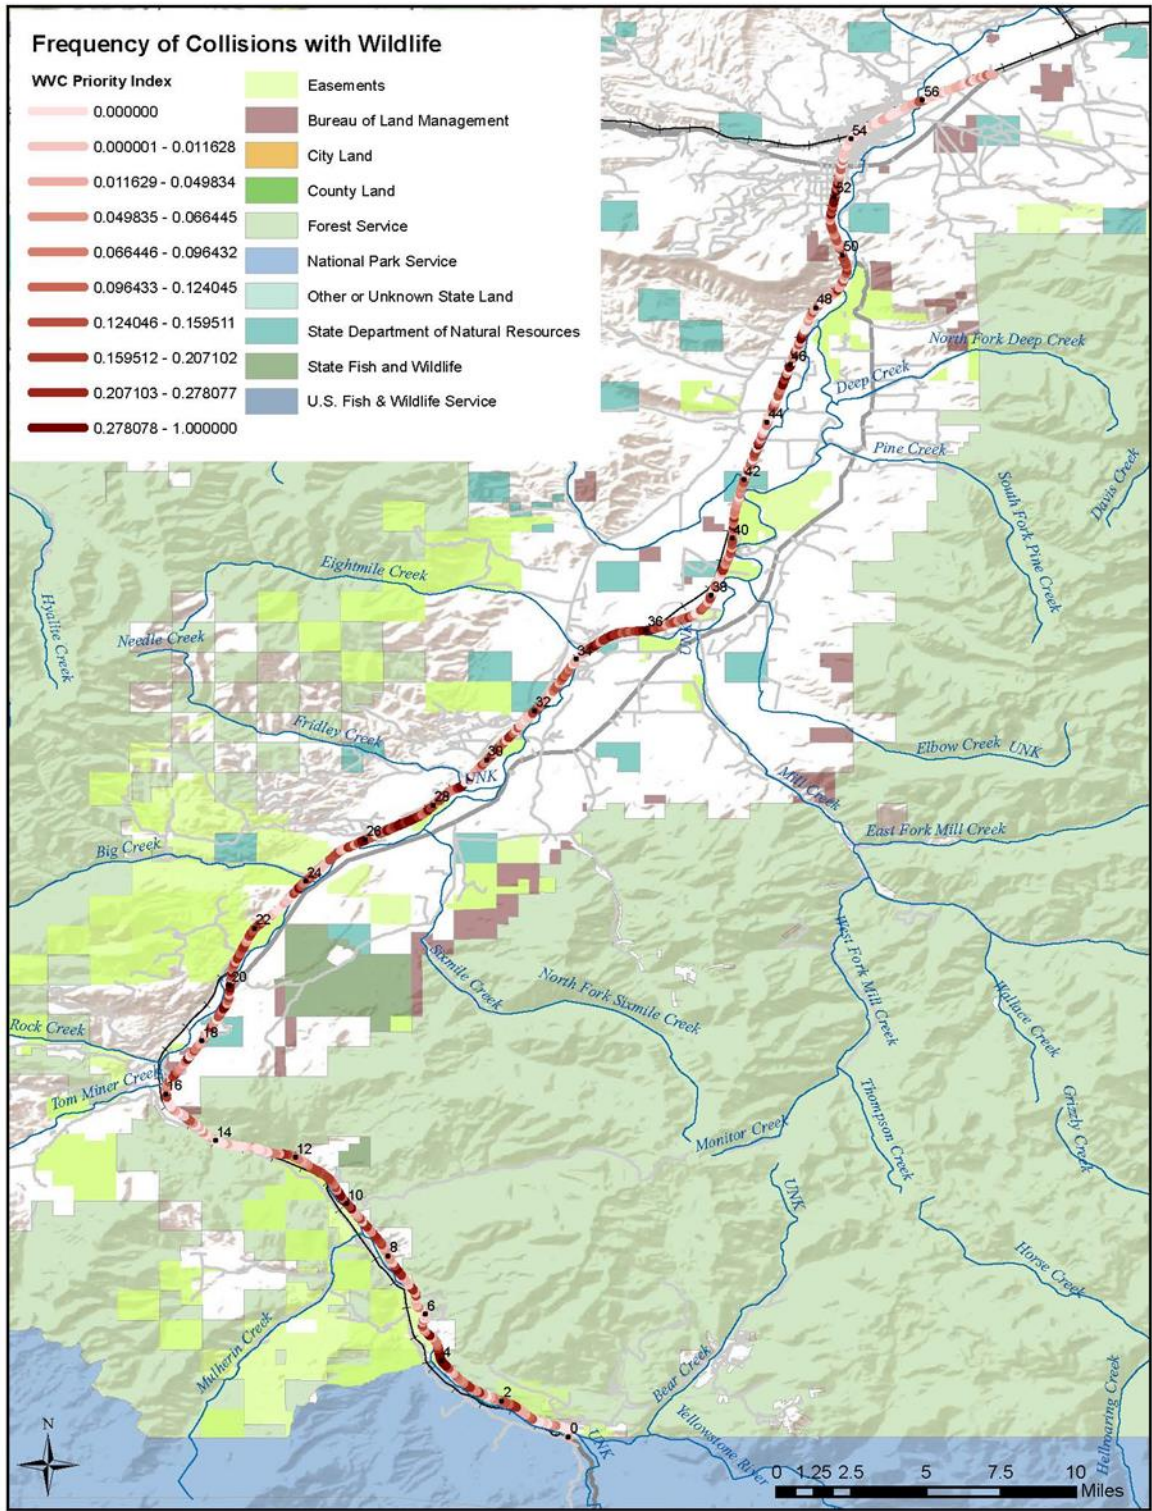 Frequency of Collisions with Wildlife
WVC Priority Index
0.000000
0.000001 - 0.011628
0.011629 - 0.049834
0.049835 - 0.066445
0.066446 - 0.096432
0.096433 - 0.124045
0.124046 - 0.159511
0.159512 - 0.207102
0.207103 - 0.278077
0.278078 - 1.000000
Easements
Bureau of Land Management
City Land
County Land
Forest Service
National Park Service
Other or Unknown State Land
State Department of Natural Resources
State Fish and Wildlife
U.S. Fish & Wildlife Service
56
54
52
50
48
North Fork Deep Creek
46
Deep Creek
44
Pine Creek
42
South Fork Pine Creek
Davis Creek
40
Eightmile Creek
38
Hyalite Creek
36
Needle Creek
UNK
34
32
Fridley Creek
30
Elbow Creek UNK
UNK
Mill Creek
28
26
East Fork Mill Creek
Big Creek
24
22
West Fork Mill Creek
Sixmile Creek
20
North Fork Sixmile Creek
Wallace Creek
Rock Creek
18
Tom Miner Creek
16
Thompson Creek
Grizzly Creek
14
Monitor Creek
12
UNK
10
8
Horse Creek
6
Mulherin Creek
4
Bear Creek
Hellroaring Creek
2
Yellowstone River
0
UNK
N
0 1.25 2.5 5 7.5 10
Miles